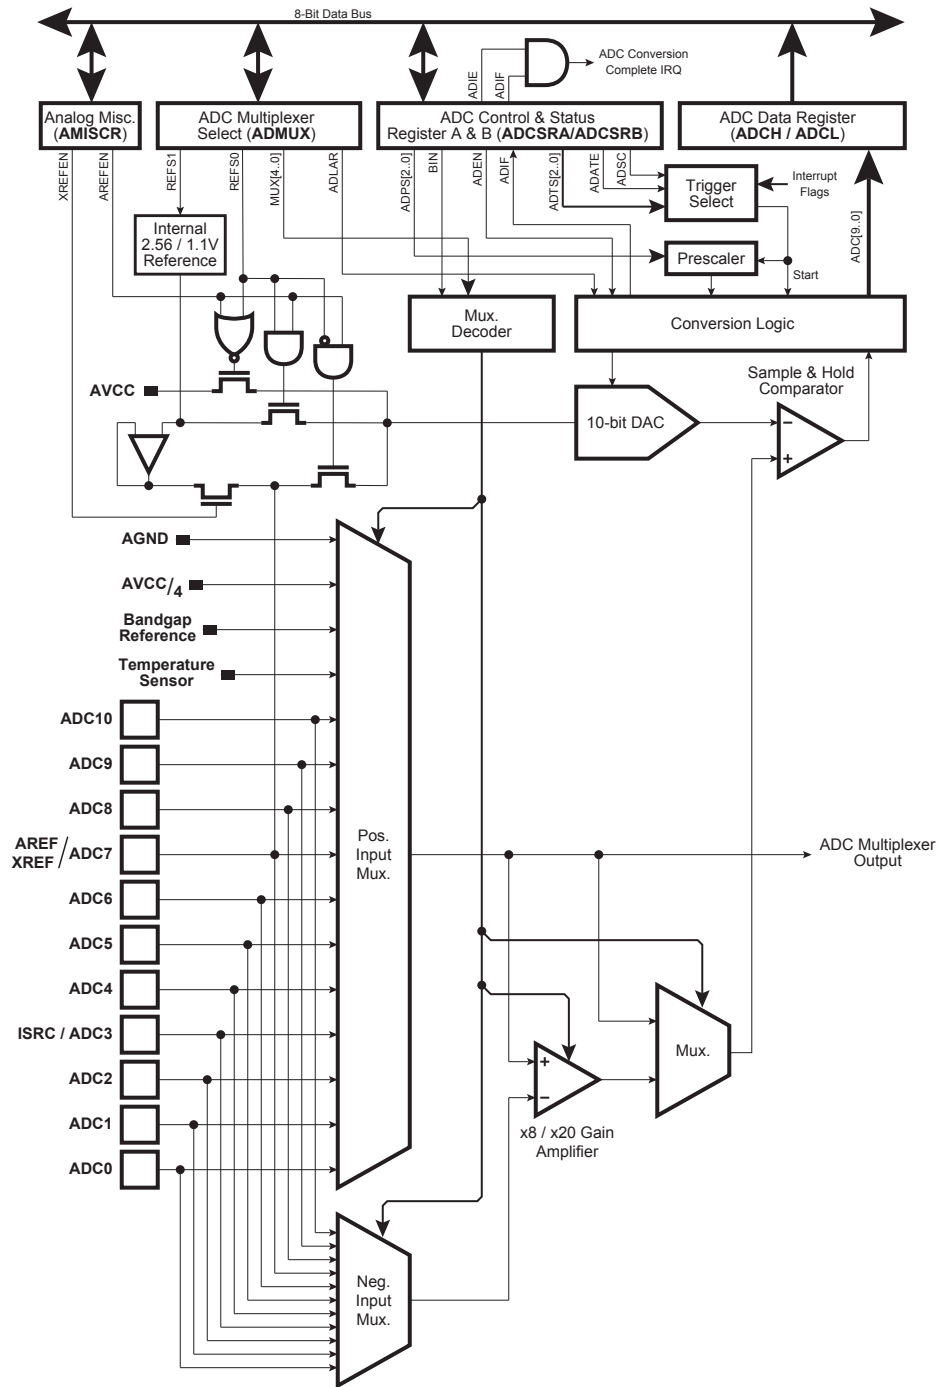 8-Bit Data Bus
ADIE
ADIF
ADC Conversion
Complete IRQ
Analog Misc.
(AMISCR)
ADC Multiplexer
Select (ADMUX)
ADC Control & Status
Register A & B (ADCSRA/ADCSRB)
ADC Data Register
(ADCH / ADCL)
XREFEN
AREFEN
REFS1
REFS0
MUX[4..0]
ADLAR
ADPS[2..0]
BIN
ADEN
ADIF
ADTS[2..0]
ADATE
ADSC
Trigger
Select
Interrupt
Flags
ADC[9..0]
Internal
2.56 / 1.1V
Reference
Prescaler
Start
Mux.
Decoder
Conversion Logic
Sample & Hold
Comparator
AVCC
10-bit DAC
−
+
AGND
AVCC/4
Bandgap
Reference
Temperature
Sensor
ADC10
ADC9
ADC8
AREF
XREF / ADC7
Pos.
Input
Mux.
ADC Multiplexer
Output
ADC6
ADC5
ADC4
ISRC / ADC3
Mux.
+
−
ADC2
ADC1
x8 / x20 Gain
Amplifier
ADC0
Neg.
Input
Mux.